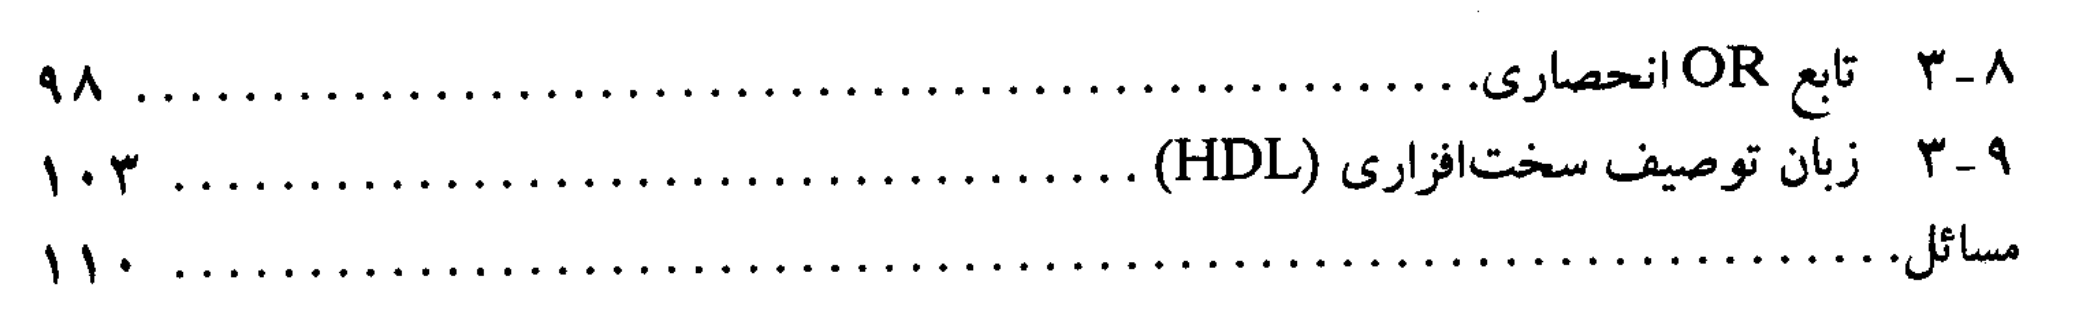 ۳-۸ تابع OR انحصاری. . . . . . . . . . . . . . . . . . . . . . . . . . . . . . . . . . . . . . . . . . . . . . . . . . ۹۸
۳-۹ زبان توصیف سخت‌افزاری (HDL) . . . . . . . . . . . . . . . . . . . . . . . . . . . . . . . . . . . . ۱۰۳
مسائل. . . . . . . . . . . . . . . . . . . . . . . . . . . . . . . . . . . . . . . . . . . . . . . . . . . . . . . . . . . . . . . . ۱۱۰